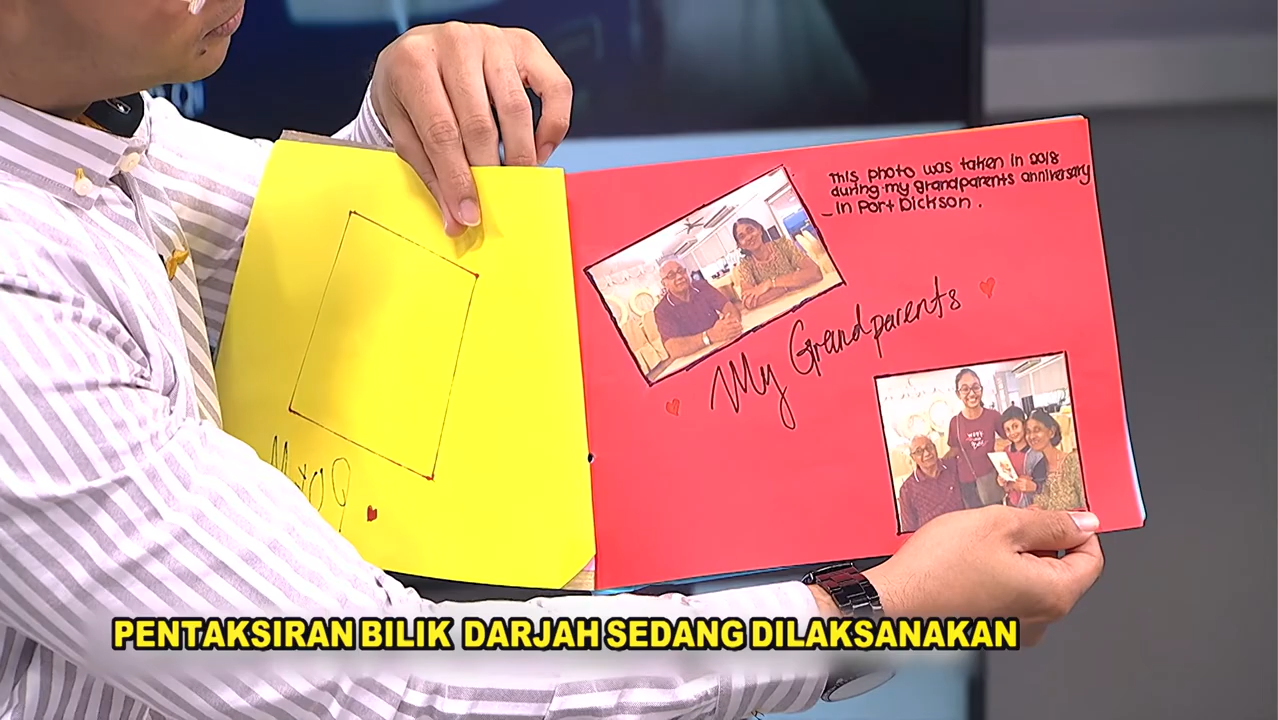 This photo was taken in 2018
during my grandparents anniversary
in Port Dickson.
My Grandparents
PENTAKSIRAN BILIK DARJAH SEDANG DILAKSANAKAN